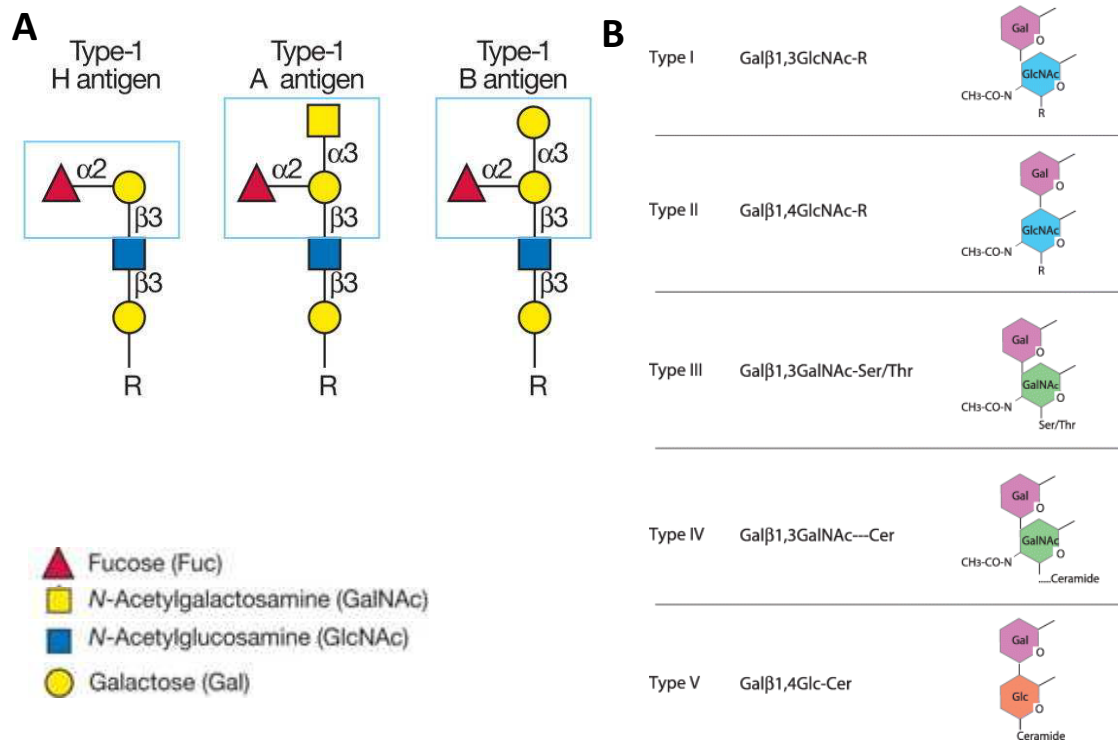 A
Type-1
H antigen
Type-1
A antigen
Type-1
B antigen
α3
α3
α2
α2
α2
β3
β3
β3
β3
β3
β3
R
R
R
Fucose (Fuc)
N-Acetylgalactosamine (GalNAc)
N-Acetylglucosamine (GlcNAc)
Galactose (Gal)
B
Type I
Galβ1,3GlcNAc-R
Gal
O
GlcNAc
O
CH3-CO-N
R
Type II
Galβ1,4GlcNAc-R
Gal
O
GlcNAc
O
CH3-CO-N
R
Type III
Galβ1,3GalNAc-Ser/Thr
Gal
O
GalNAc
O
CH3-CO-N
Ser/Thr
Type IV
Galβ1,3GalNAc---Cer
Gal
O
GalNAc
O
CH3-CO-N
....Ceramide
Type V
Galβ1,4Glc-Cer
Gal
O
Glc
O
Ceramide